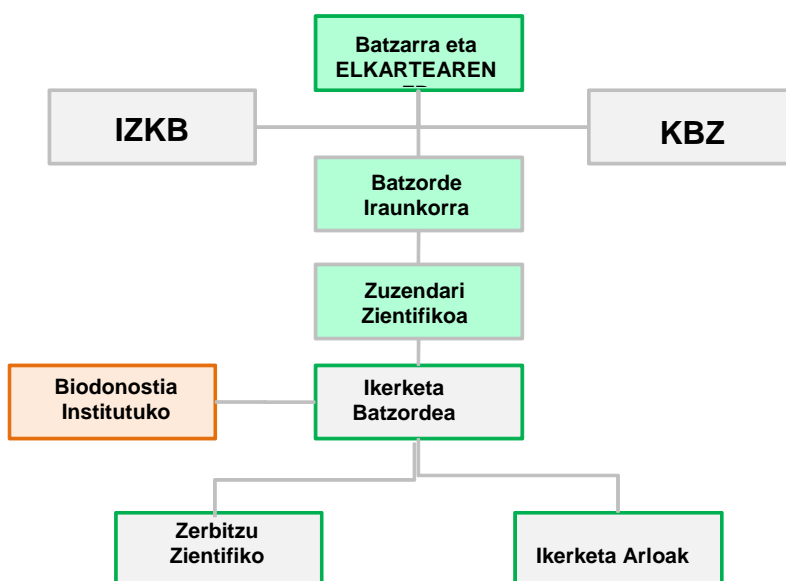 Batzarra eta
ELKARTEAREN
IZKB
KBZ
Batzorde
Iraunkorra
Zuzendari
Zientifikoa
Biodonostia
Institutuko
Ikerketa
Batzordea
Zerbitzu
Zientifiko
Ikerketa Arloak